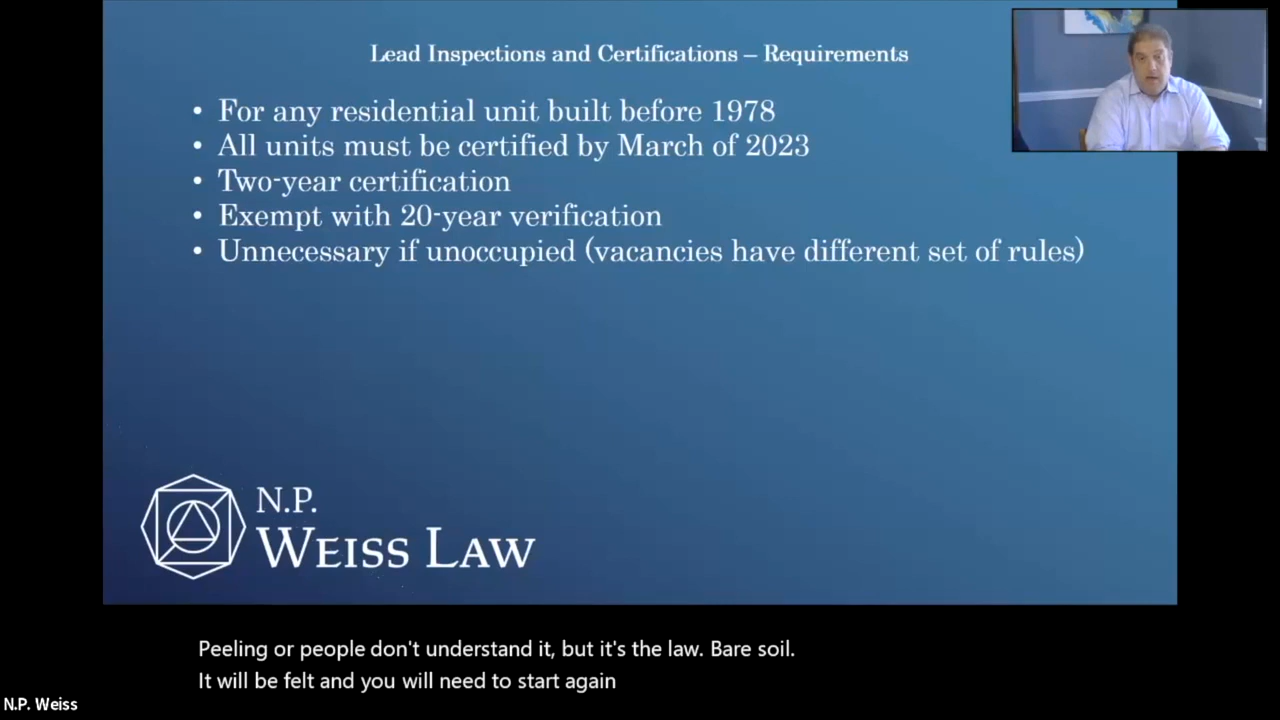 Lead Inspections and Certifications – Requirements
• For any residential unit built before 1978
• All units must be certified by March of 2023
• Two-year certification
• Exempt with 20-year verification
• Unnecessary if unoccupied (vacancies have different set of rules)
N.P.
WEISS LAW
Peeling or people don't understand it, but it's the law. Bare soil.
It will be felt and you will need to start again
N.P. Weiss